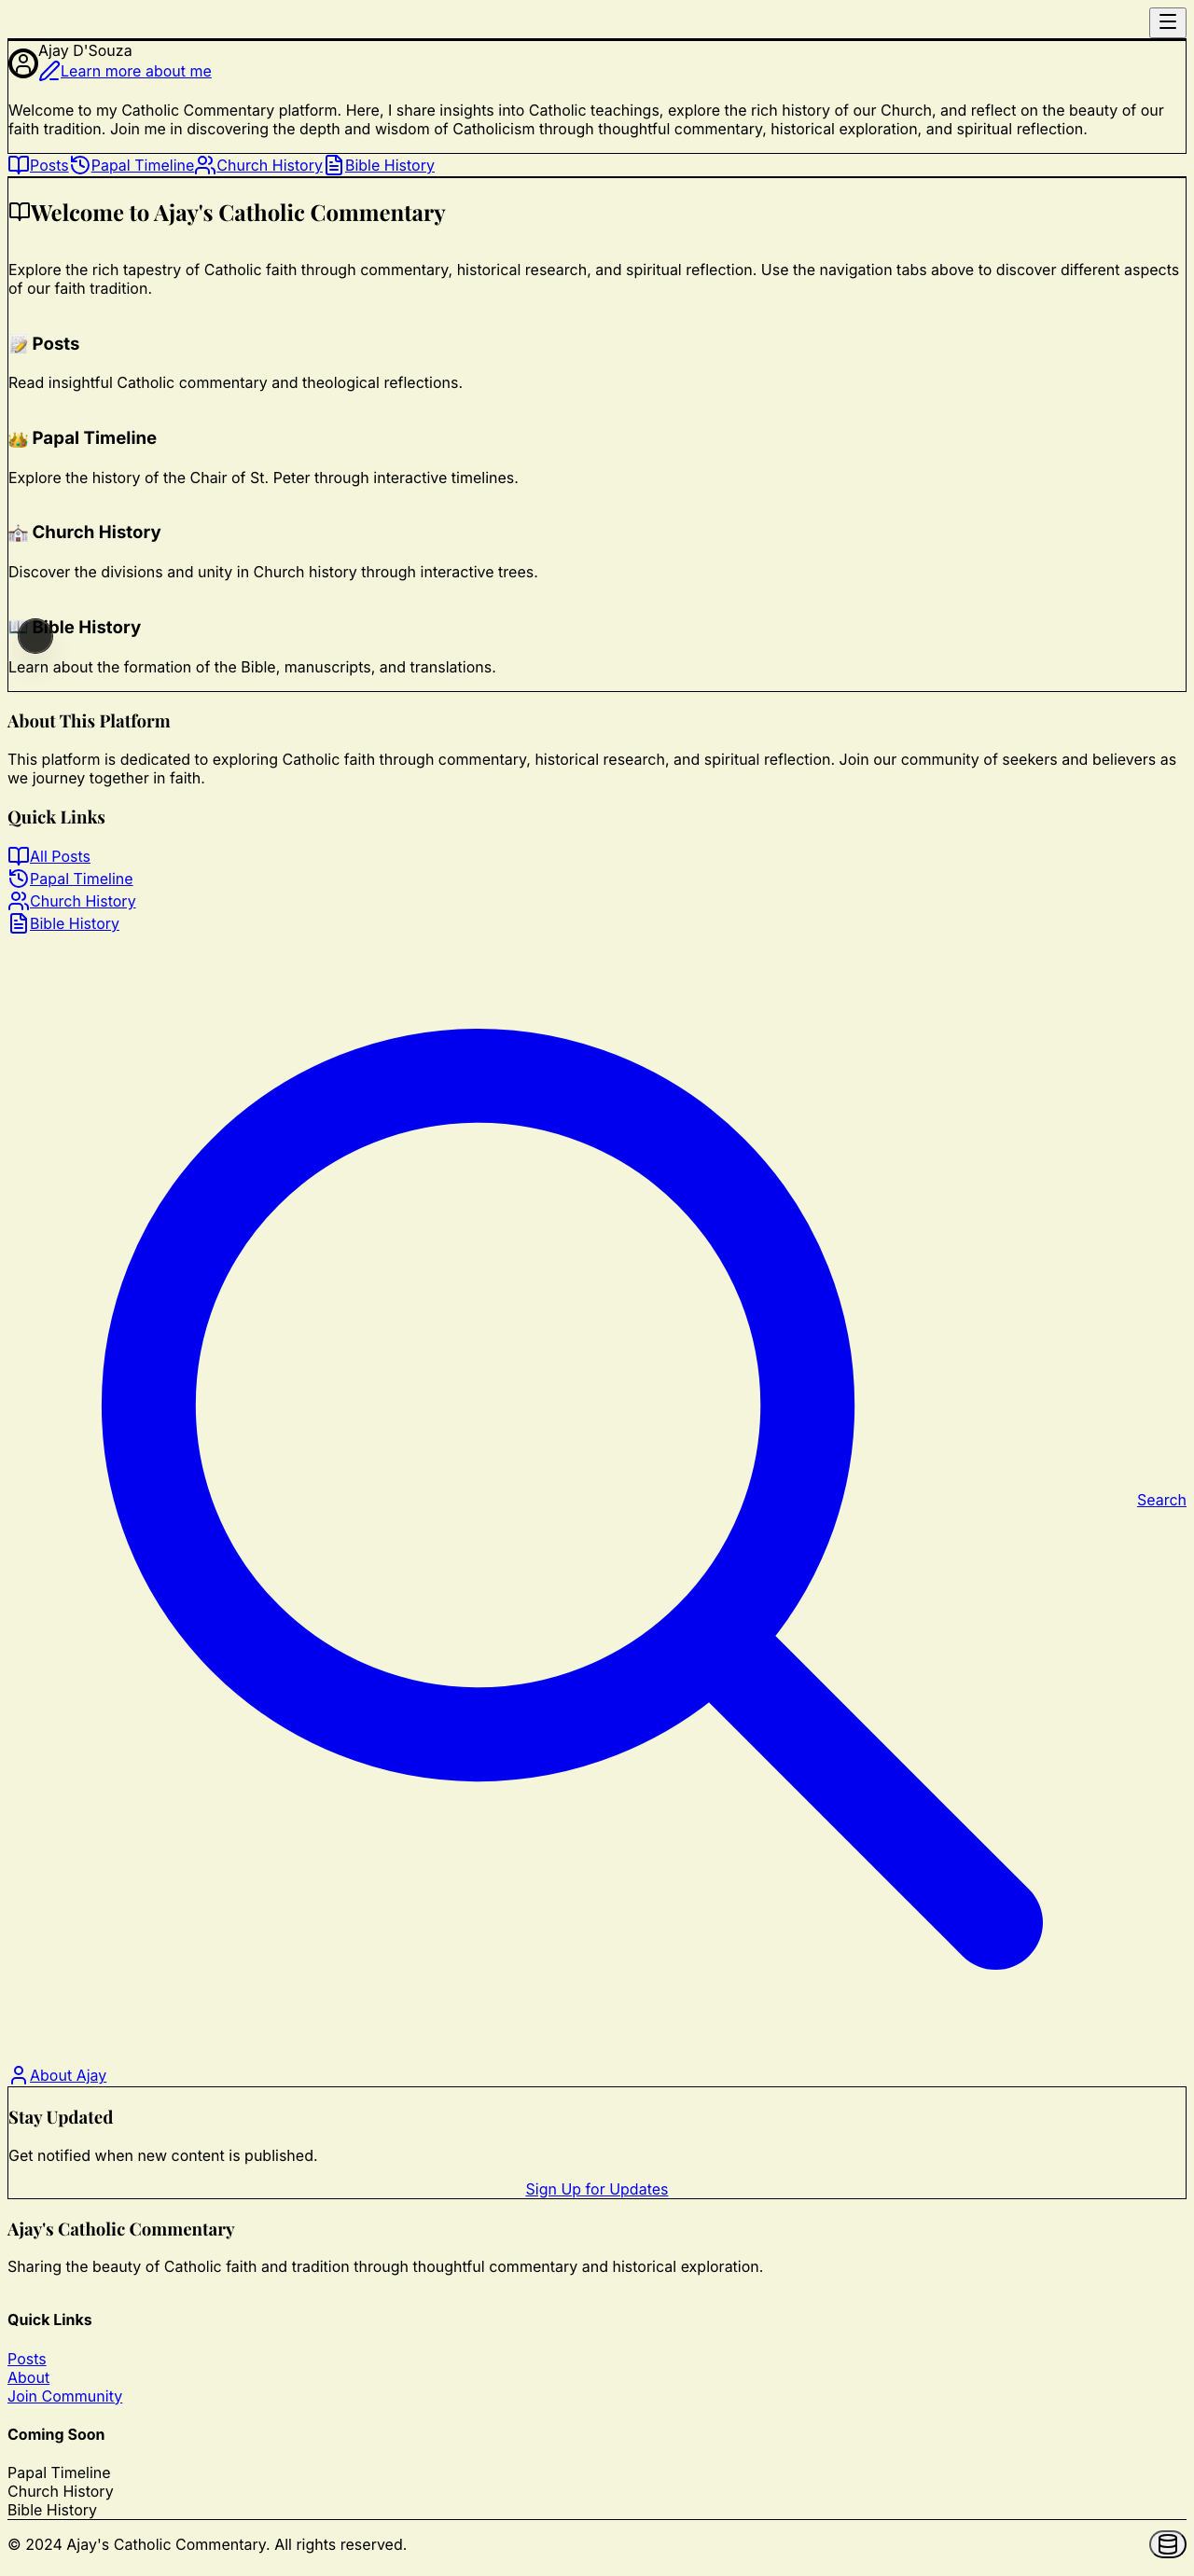 Ajay D'Souza
Learn more about me
Welcome to my Catholic Commentary platform. Here, I share insights into Catholic teachings, explore the rich history of our Church, and reflect on the beauty of our
faith tradition. Join me in discovering the depth and wisdom of Catholicism through thoughtful commentary, historical exploration, and spiritual reflection.
Posts Papal Timeline Church History Bible History
Welcome to Ajay's Catholic Commentary
Explore the rich tapestry of Catholic faith through commentary, historical research, and spiritual reflection. Use the navigation tabs above to discover different aspects
of our faith tradition.
Posts
Read insightful Catholic commentary and theological reflections.
Papal Timeline
Explore the history of the Chair of St. Peter through interactive timelines.
Church History
Discover the divisions and unity in Church history through interactive trees.
Bible History
Learn about the formation of the Bible, manuscripts, and translations.
About This Platform
This platform is dedicated to exploring Catholic faith through commentary, historical research, and spiritual reflection. Join our community of seekers and believers as
we journey together in faith.
Quick Links
All Posts
Papal Timeline
Church History
Bible History
Search
About Ajay
Stay Updated
Get notified when new content is published.
Sign Up for Updates
Ajay's Catholic Commentary
Sharing the beauty of Catholic faith and tradition through thoughtful commentary and historical exploration.
Quick Links
Posts
About
Join Community
Coming Soon
Papal Timeline
Church History
Bible History
© 2024 Ajay's Catholic Commentary. All rights reserved.